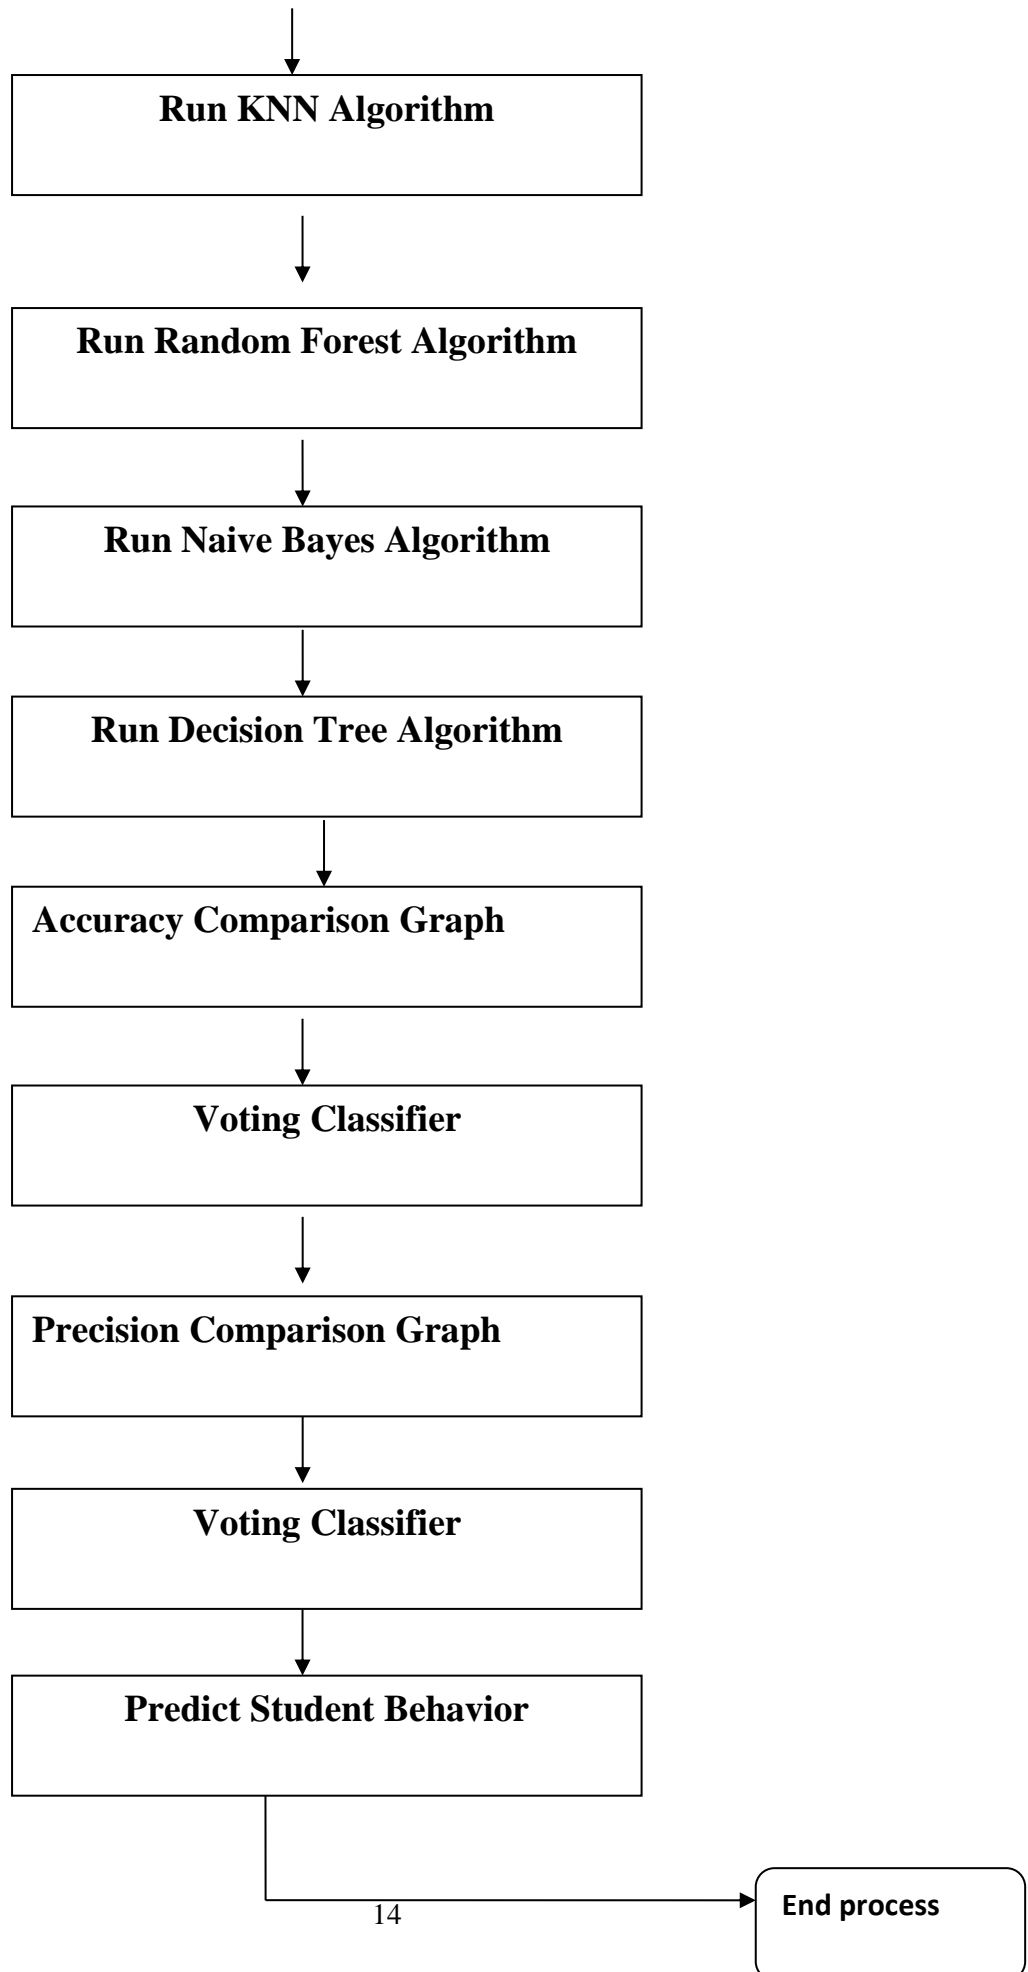 Run KNN Algorithm
Run Random Forest Algorithm
Run Naive Bayes Algorithm
Run Decision Tree Algorithm
Accuracy Comparison Graph
Voting Classifier
Precision Comparison Graph
Voting Classifier
Predict Student Behavior
End process
14